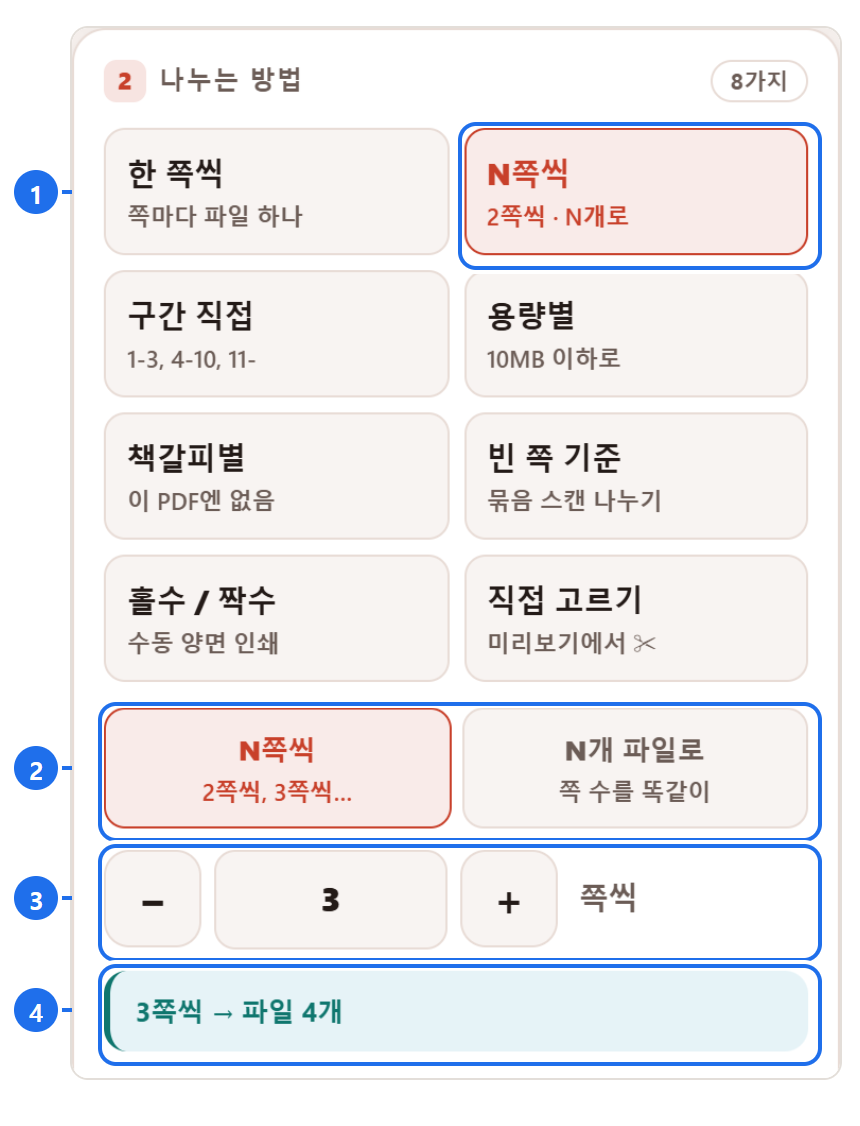 2 나누는 방법 8가지
1
한 쪽씩
쪽마다 파일 하나
N쪽씩
2쪽씩 · N개로
구간 직접
1-3, 4-10, 11-
용량별
10MB 이하로
책갈피별
이 PDF엔 없음
빈 쪽 기준
묶음 스캔 나누기
홀수 / 짝수
수동 양면 인쇄
직접 고르기
미리보기에서 ✂
2
N쪽씩
2쪽씩, 3쪽씩...
N개 파일로
쪽 수를 똑같이
3
− 3 + 쪽씩
4
3쪽씩 → 파일 4개